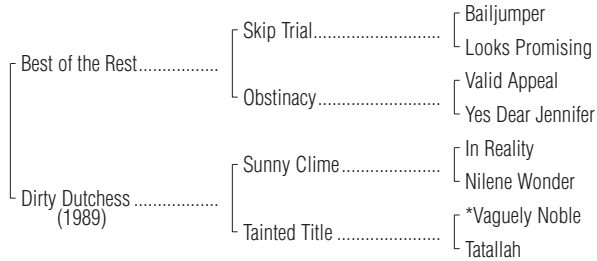 Bailjumper
Skip Trial...........................
Looks Promising
Best of the Rest.................
Valid Appeal
Obstinacy..........................
Yes Dear Jennifer
In Reality
Sunny Clime .....................
Nilene Wonder
Dirty Dutchess ..................
(1989)
*Vaguely Noble
Tainted Title ......................
Tatallah